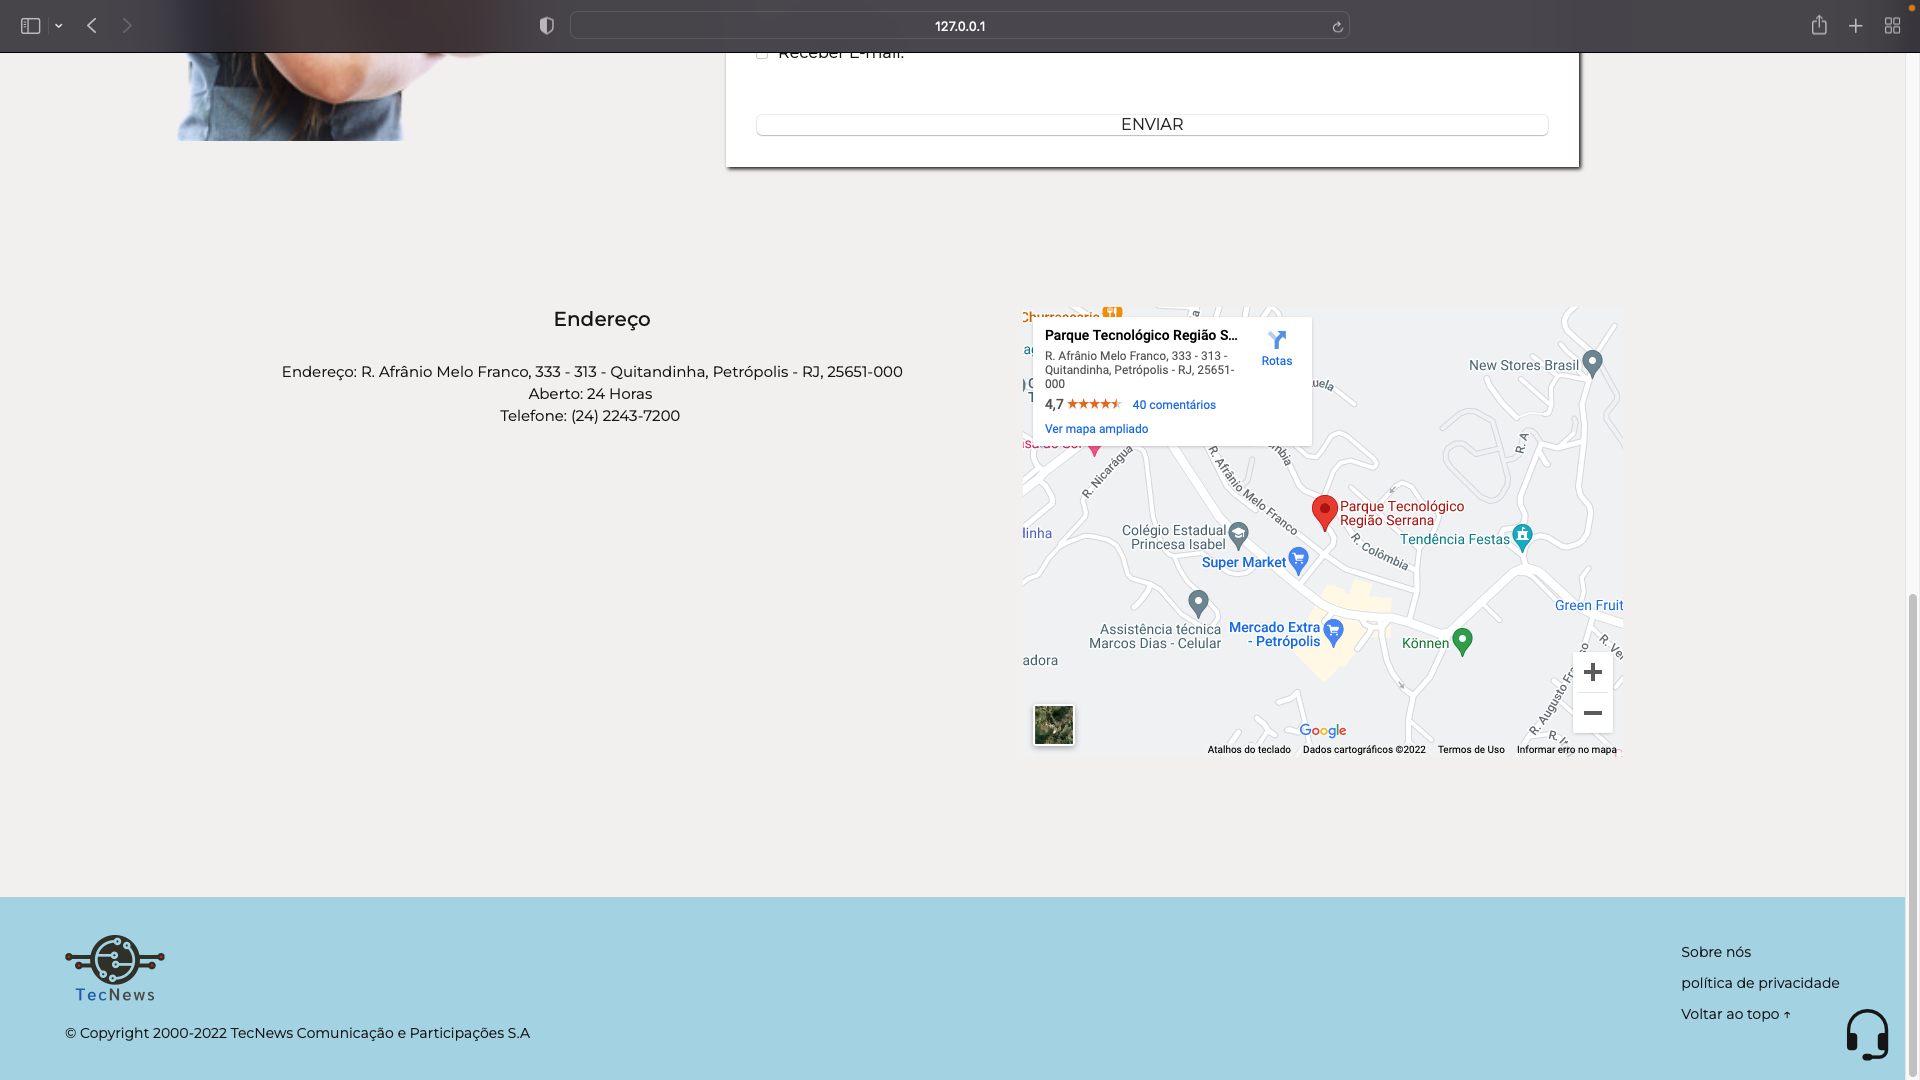 127.0.0.1
Receber E-mail:
ENVIAR
Endereço
Endereço: R. Afrânio Melo Franco, 333 - 313 - Quitandinha, Petrópolis - RJ, 25651-000
Aberto: 24 Horas
Telefone: (24) 2243-7200
Churrascaria
Parque Tecnológico Região S...
R. Afrânio Melo Franco, 333 - 313 -
Quitandinha, Petrópolis - RJ, 25651-
000
4,7
40 comentários
Ver mapa ampliado
Rotas
New Stores Brasil
R. A
R. Nicarágua
R. Afrânio Melo Franco
Parque Tecnológico
Região Serrana
R. Colômbia
Colégio Estadual
Princesa Isabel
Super Market
Tendência Festas
dinha
Green Fruit
Assistência técnica
Marcos Dias - Celular
Mercado Extra
- Petrópolis
Können
adora
R. Augusto Fr
R. Ve
Google
Atalhos do teclado
Dados cartográficos ©2022
Termos de Uso
Informar erro no mapa
TecNews
© Copyright 2000-2022 TecNews Comunicação e Participações S.A
Sobre nós
política de privacidade
Voltar ao topo ↑